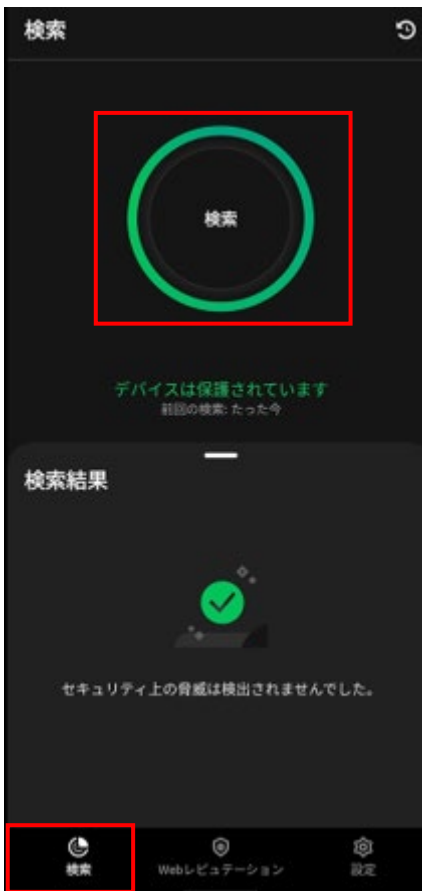 検索
検索
デバイスは保護されています
前回の検索: たった今
検索結果
セキュリティ上の脅威は検出されませんでした。
検索
Webレピュテーション
設定